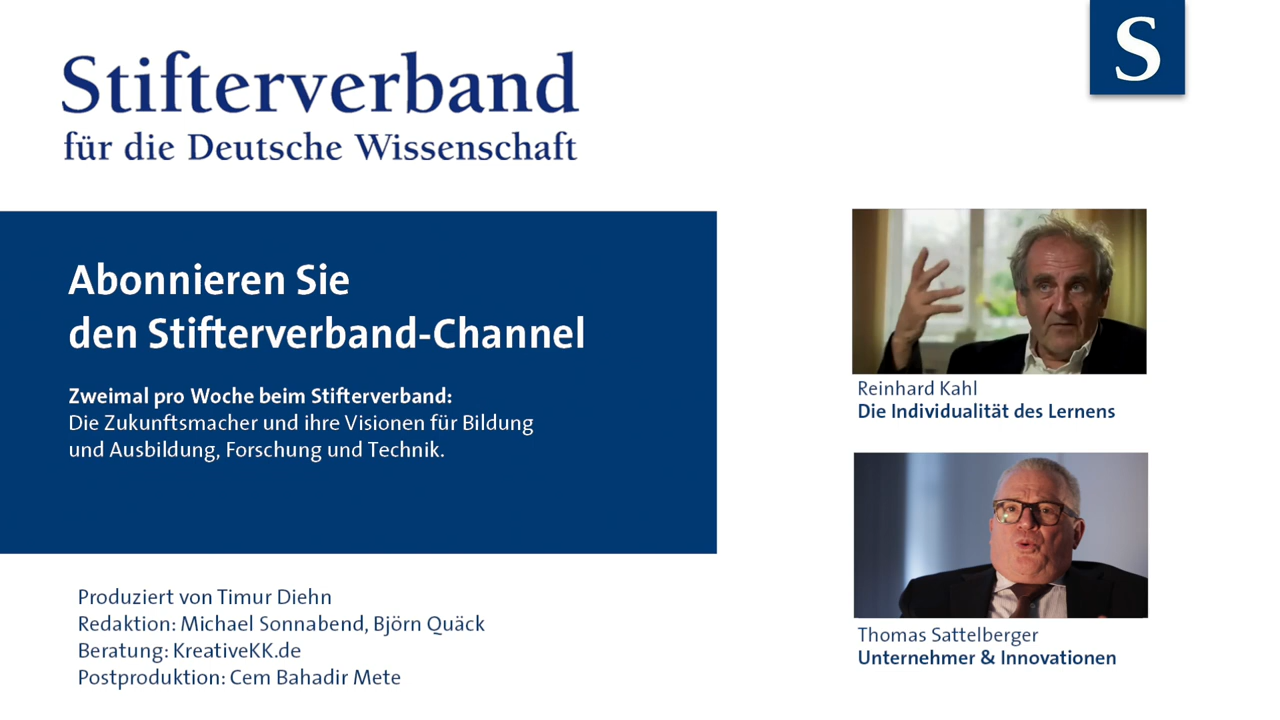 Stifterverband
für die Deutsche Wissenschaft
S
Abonnieren Sie
den Stifterverband-Channel
Zweimal pro Woche beim Stifterverband:
Die Zukunftsmacher und ihre Visionen für Bildung
und Ausbildung, Forschung und Technik.
Produziert von Timur Diehn
Redaktion: Michael Sonnabend, Björn Quäck
Beratung: KreativeKK.de
Postproduktion: Cem Bahadir Mete
Reinhard Kahl
Die Individualität des Lernens
Thomas Sattelberger
Unternehmer & Innovationen